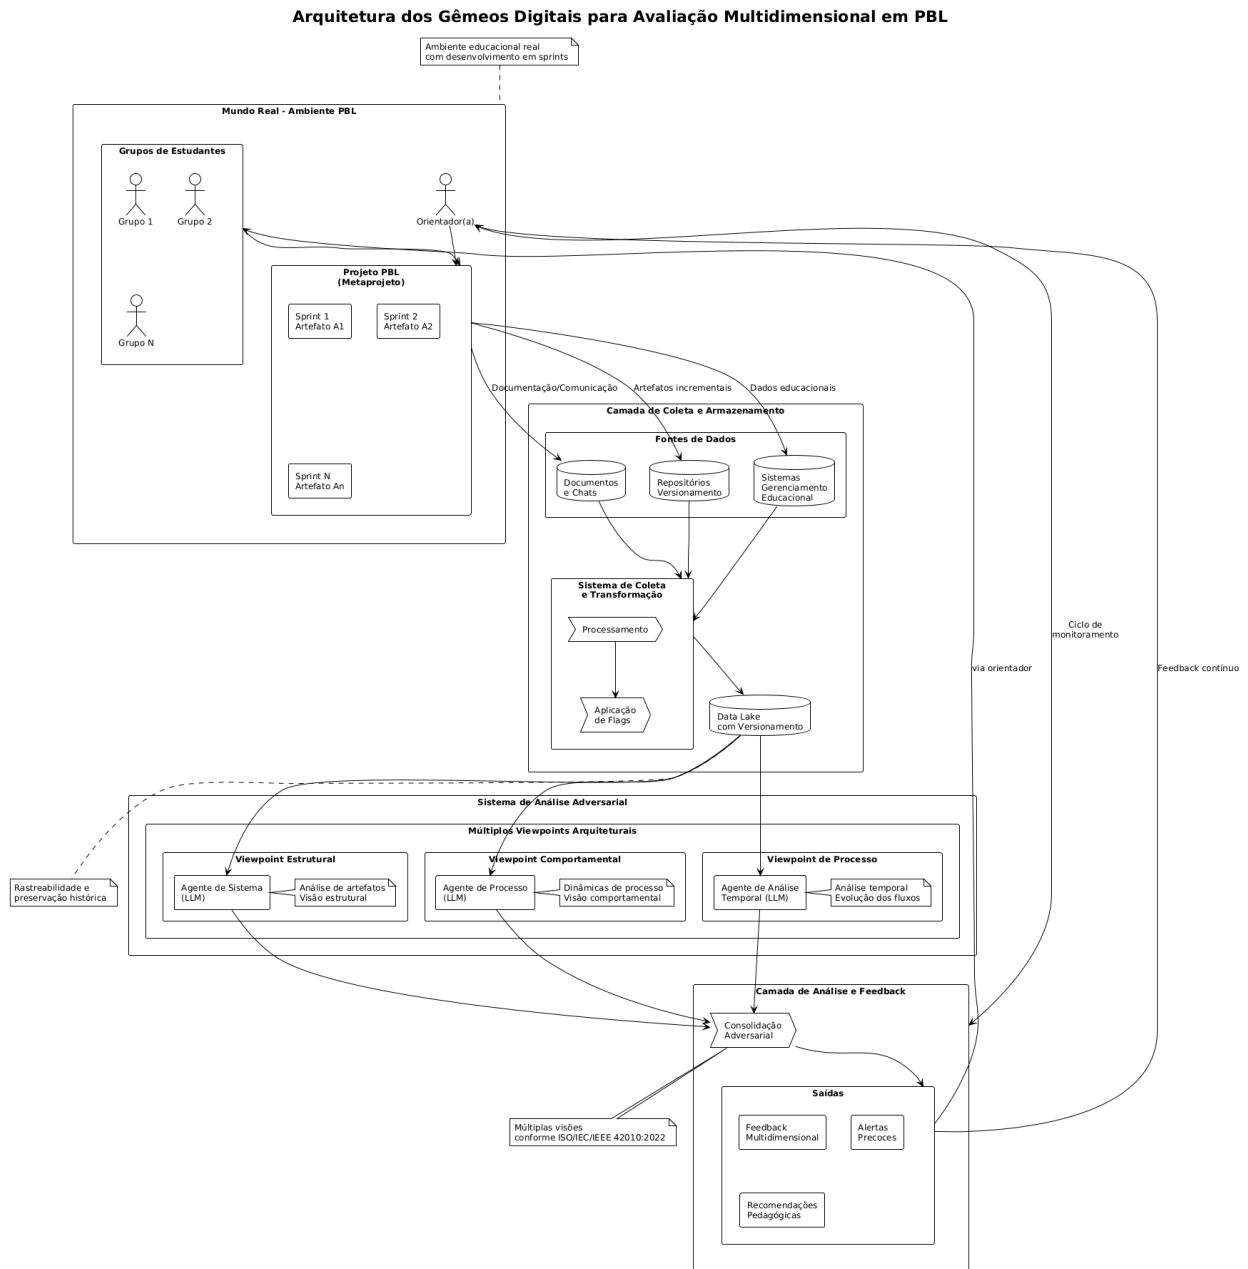 Arquitetura dos Gêmeos Digitais para Avaliação Multidimensional em PBL
Ambiente educacional real
com desenvolvimento em sprints
Mundo Real - Ambiente PBL
Grupos de Estudantes
Grupo 1
Grupo 2
Orientador(a)
Grupo N
Projeto PBL
(Metaprojeto)
Sprint 1
Artefato A1
Sprint 2
Artefato A2
Sprint N
Artefato An
Documentação/Comunicação
Artefatos incrementais
Dados educacionais
Camada de Coleta e Armazenamento
Fontes de Dados
Documentos
e Chats
Repositórios
Versionamento
Sistemas
Gerenciamento
Educacional
Sistema de Coleta
e Transformação
Processamento
Aplicação
de Flags
Data Lake
com Versionamento
Ciclo de
monitoramento
via orientador
Feedback contínuo
Sistema de Análise Adversarial
Múltiplos Viewpoints Arquiteturais
Viewpoint Estrutural
Agente de Sistema
(LLM)
Análise de artefatos
Visão estrutural
Viewpoint Comportamental
Agente de Processo
(LLM)
Dinâmicas de processo
Visão comportamental
Viewpoint de Processo
Agente de Análise
Temporal (LLM)
Análise temporal
Evolução dos fluxos
Rastreabilidade e
preservação histórica
Camada de Análise e Feedback
Consolidação
Adversarial
Múltiplas visões
conforme ISO/IEC/IEEE 42010:2022
Saídas
Feedback
Multidimensional
Alertas
Precoces
Recomendações
Pedagógicas